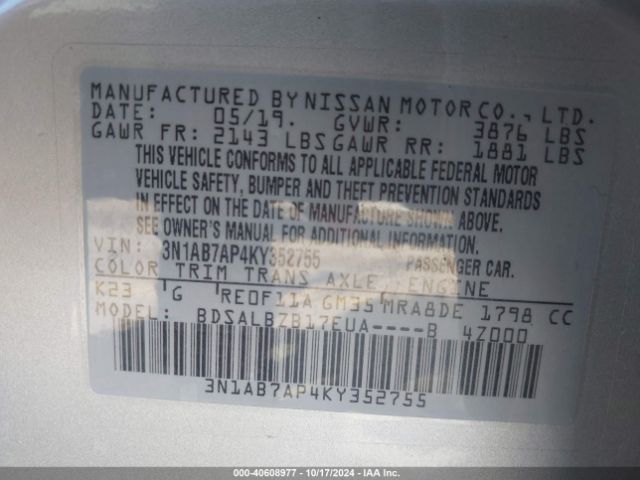 MANUFACTURED BY NISSAN MOTOR CO., LTD.
DATE: 05/19. GVWR: 3876 LBS
GAWR FR: 2143 LBS GAWR RR: 1881 LBS
THIS VEHICLE CONFORMS TO ALL APPLICABLE FEDERAL MOTOR
VEHICLE SAFETY, BUMPER AND THEFT PREVENTION STANDARDS
IN EFFECT ON THE DATE OF MANUFACTURE SHOWN ABOVE.
SEE OWNER'S MANUAL FOR ADDITIONAL INFORMATION.
VIN: 3N1AB7AP4KY352755 PASSENGER CAR.
COLOR TRIM TRANS AXLE ENGINE
K23 G RE0F11A GM35 MRA8DE 1798 CC
MODEL: BDSALBZB17EUA----B 4Z000
3N1AB7AP4KY352755
000-40608977 - 10/17/2024 - IAA Inc.